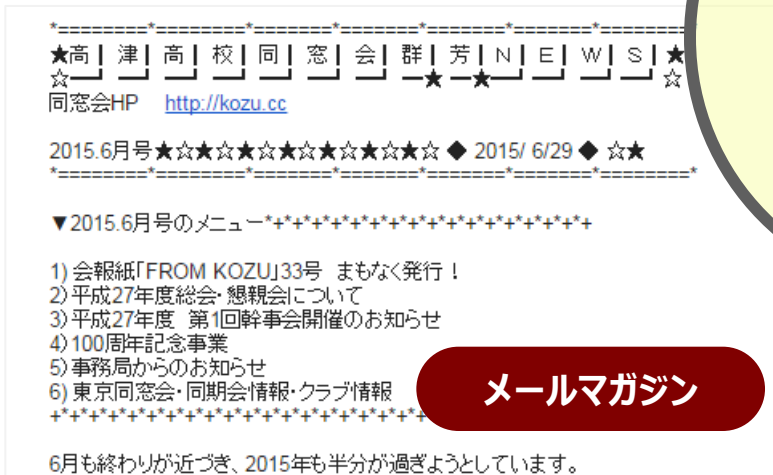 *========*========*=======*=======*=======*=======*========
★高┃津┃高┃校┃同┃窓┃会┃群┃芳┃N┃E┃W┃S┃★
☆━┛━┛━┛━┛━┛━┛━┛━★━★━┛━┛━┛━┛☆
同窓会HP　http://kozu.cc
2015.6月号★☆★☆★☆★☆★☆★☆★☆★☆ ◆ 2015/ 6/29 ◆ ☆★
*========*========*=======*=======*=======*=======*========*
▼2015.6月号のメニュー*+*+*+*+*+*+*+*+*+*+*+*+*+*+*+*+*+
1) 会報紙「FROM KOZU」33号 まもなく発行！
2) 平成27年度総会・懇親会について
3) 平成27年度 第1回幹事会開催のお知らせ
4) 100周年記念事業
5) 事務局からのお知らせ
6) 東京同窓会・同期会情報・クラブ情報
+*+*+*+*+*+*+*+*+*+*+*+*+*+*+*+*+*+*+*+
メールマガジン
6月も終わりが近づき、2015年も半分が過ぎようとしています。